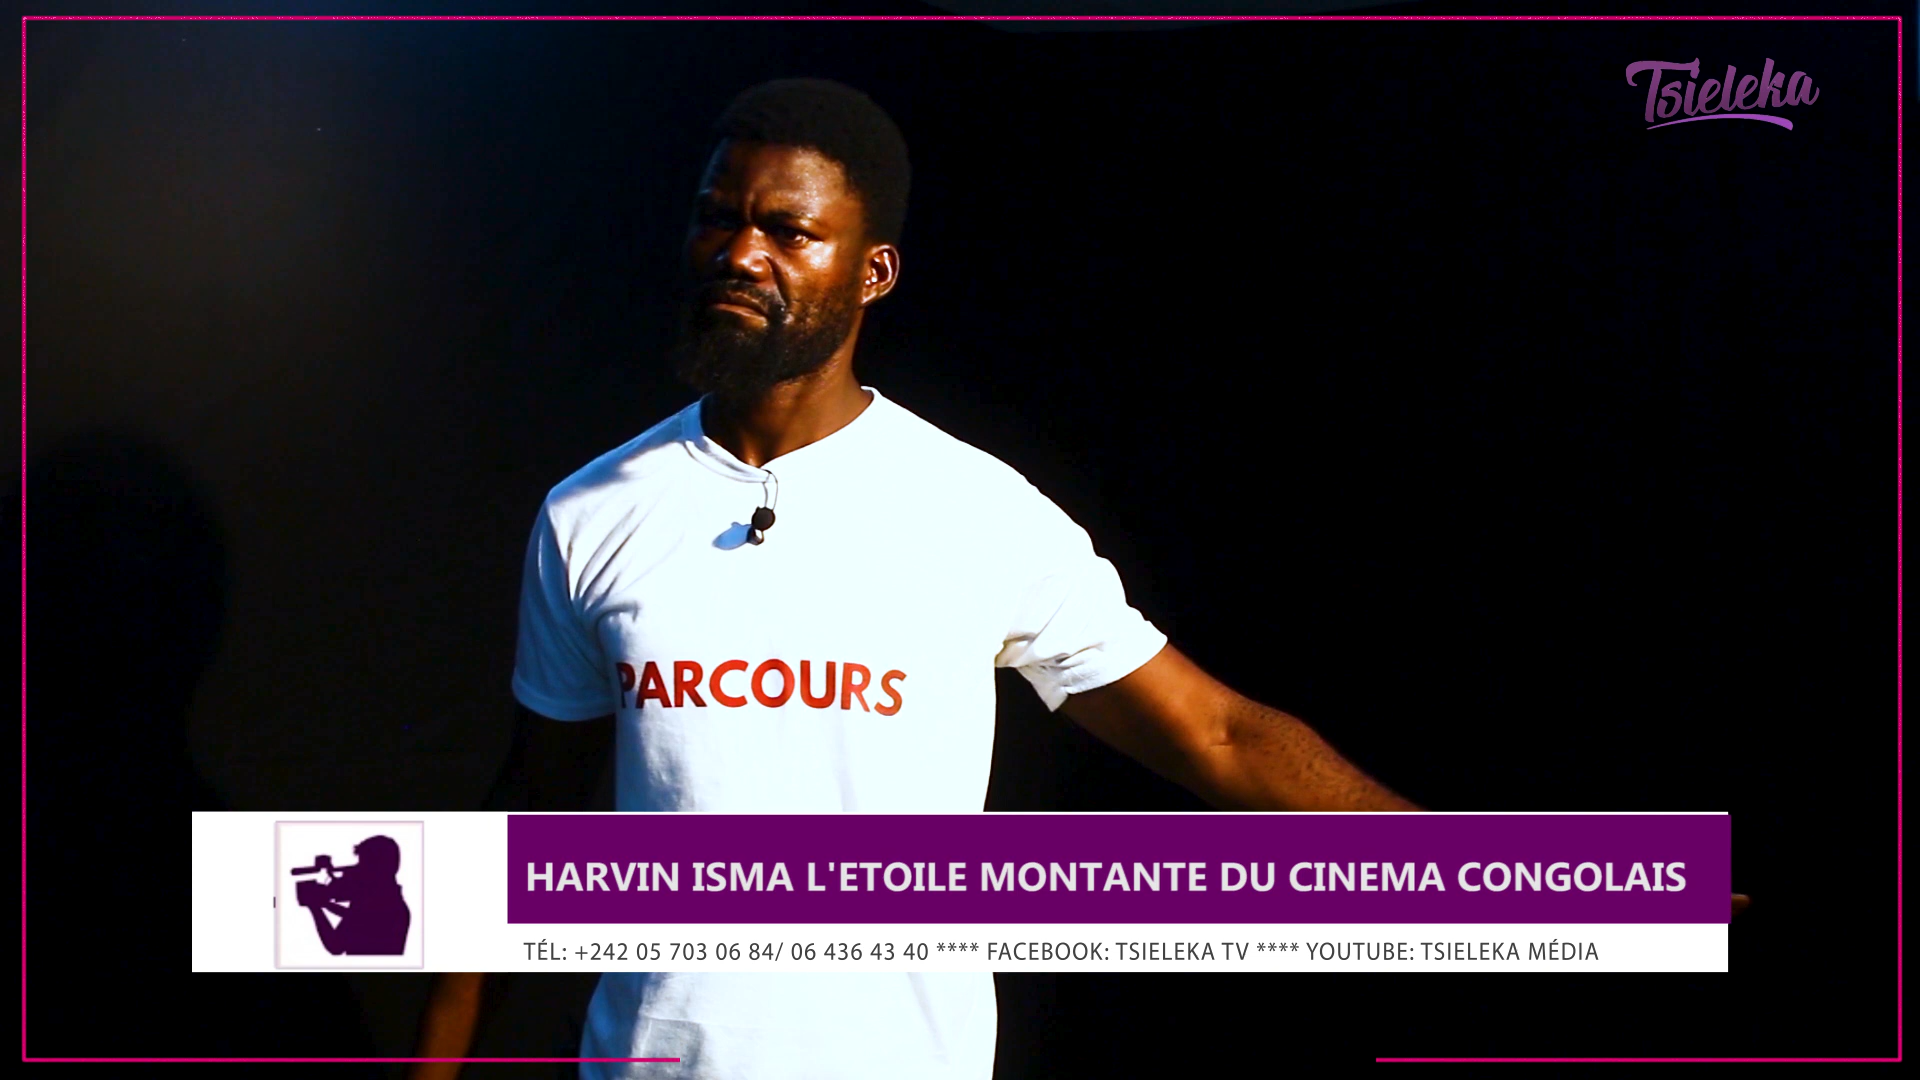 Tsieleka
PARCOURS
HARVIN ISMA L'ETOILE MONTANTE DU CINEMA CONGOLAIS
TÉL: +242 05 703 06 84/ 06 436 43 40 **** FACEBOOK: TSIELEKA TV **** YOUTUBE: TSIELEKA MÉDIA